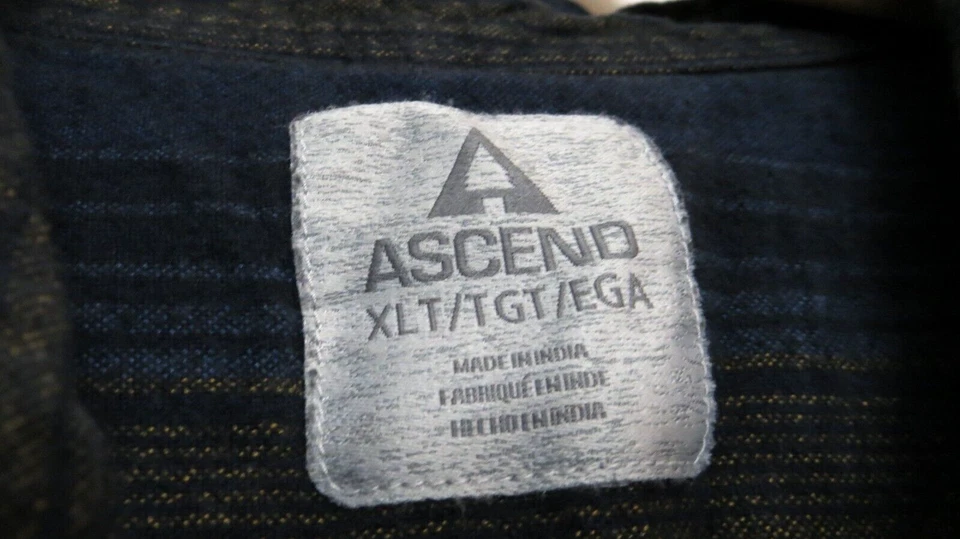 ASCEND
XLT/TGT/EGA
MADE IN INDIA
FABRIQUÉ EN INDE
HECHO EN INDIA